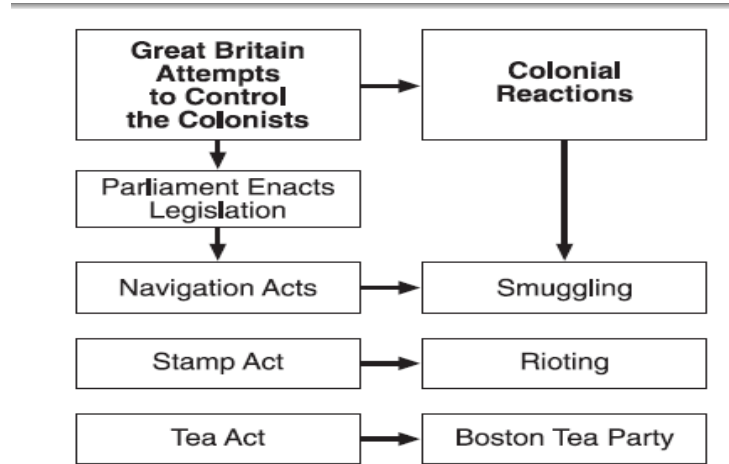 Great Britain
Attempts
to Control
the Colonists
Colonial
Reactions
Parliament Enacts
Legislation
Navigation Acts
Smuggling
Stamp Act
Rioting
Tea Act
Boston Tea Party